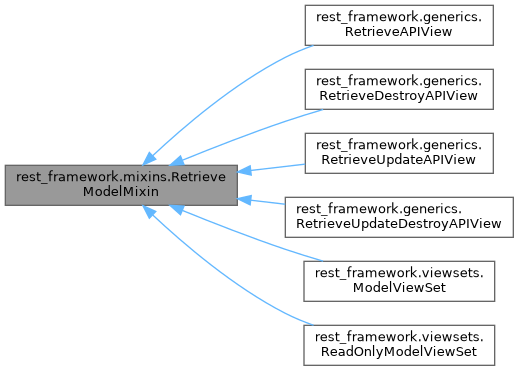 rest_framework.generics.
RetrieveAPIView
rest_framework.generics.
RetrieveDestroyAPIView
rest_framework.generics.
RetrieveUpdateAPIView
rest_framework.mixins.Retrieve
ModelMixin
rest_framework.generics.
RetrieveUpdateDestroyAPIView
rest_framework.viewsets.
ModelViewSet
rest_framework.viewsets.
ReadOnlyModelViewSet